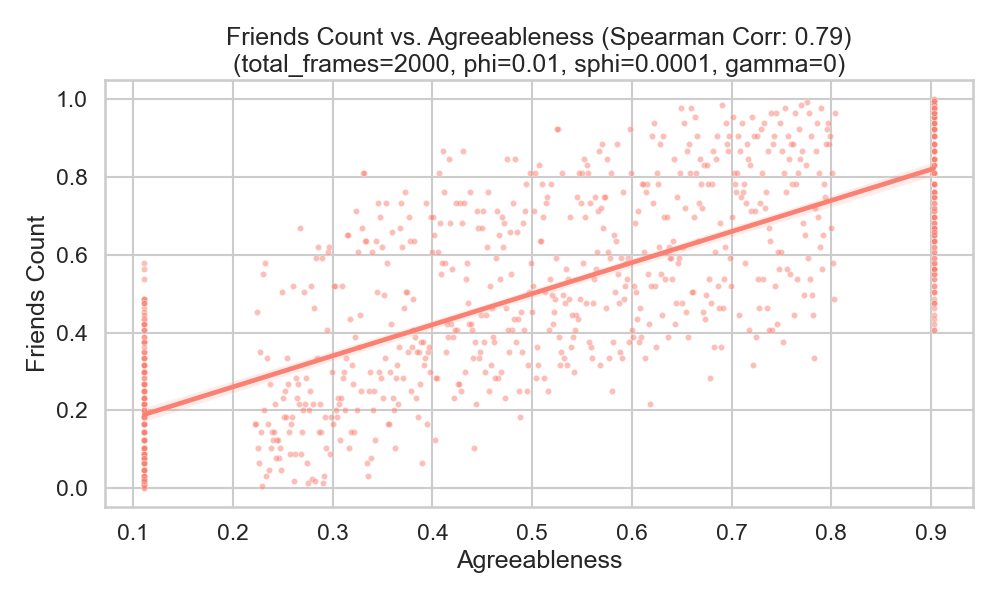 Friends Count vs. Agreeableness (Spearman Corr: 0.79)
(total_frames=2000, phi=0.01, sphi=0.0001, gamma=0)
Friends Count
1.0
0.8
0.6
0.4
0.2
0.0
0.1 0.2 0.3 0.4 0.5 0.6 0.7 0.8 0.9
Agreeableness